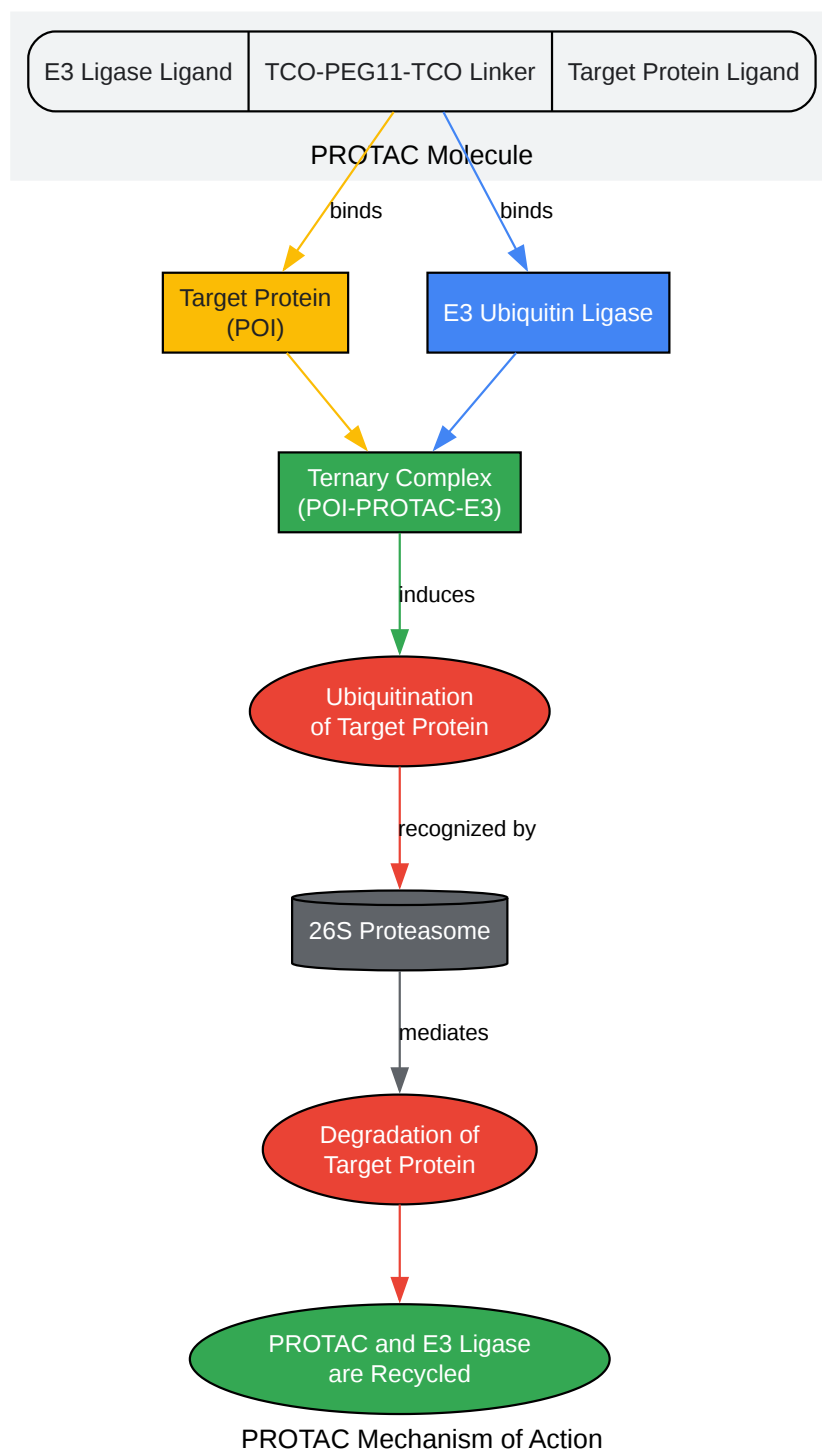 E3 Ligase Ligand
TCO-PEG11-TCO Linker
Target Protein Ligand
PROTAC Molecule
binds
binds
Target Protein
(POI)
E3 Ubiquitin Ligase
Ternary Complex
(POI-PROTAC-E3)
induces
Ubiquitination
of Target Protein
recognized by
26S Proteasome
mediates
Degradation of
Target Protein
PROTAC and E3 Ligase
are Recycled
PROTAC Mechanism of Action